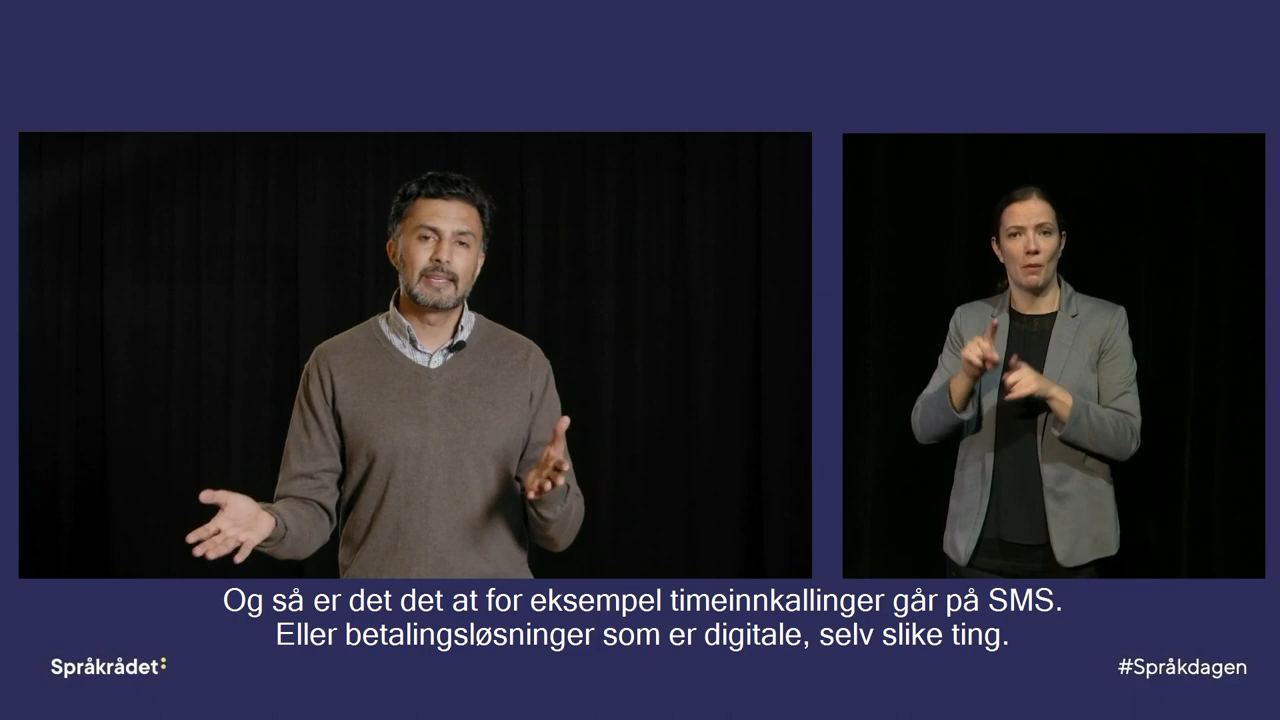 Og så er det det at for eksempel timeinnkallinger går på SMS.
Eller betalingsløsninger som er digitale, selv slike ting.
Språkrådet:
#Språkdagen